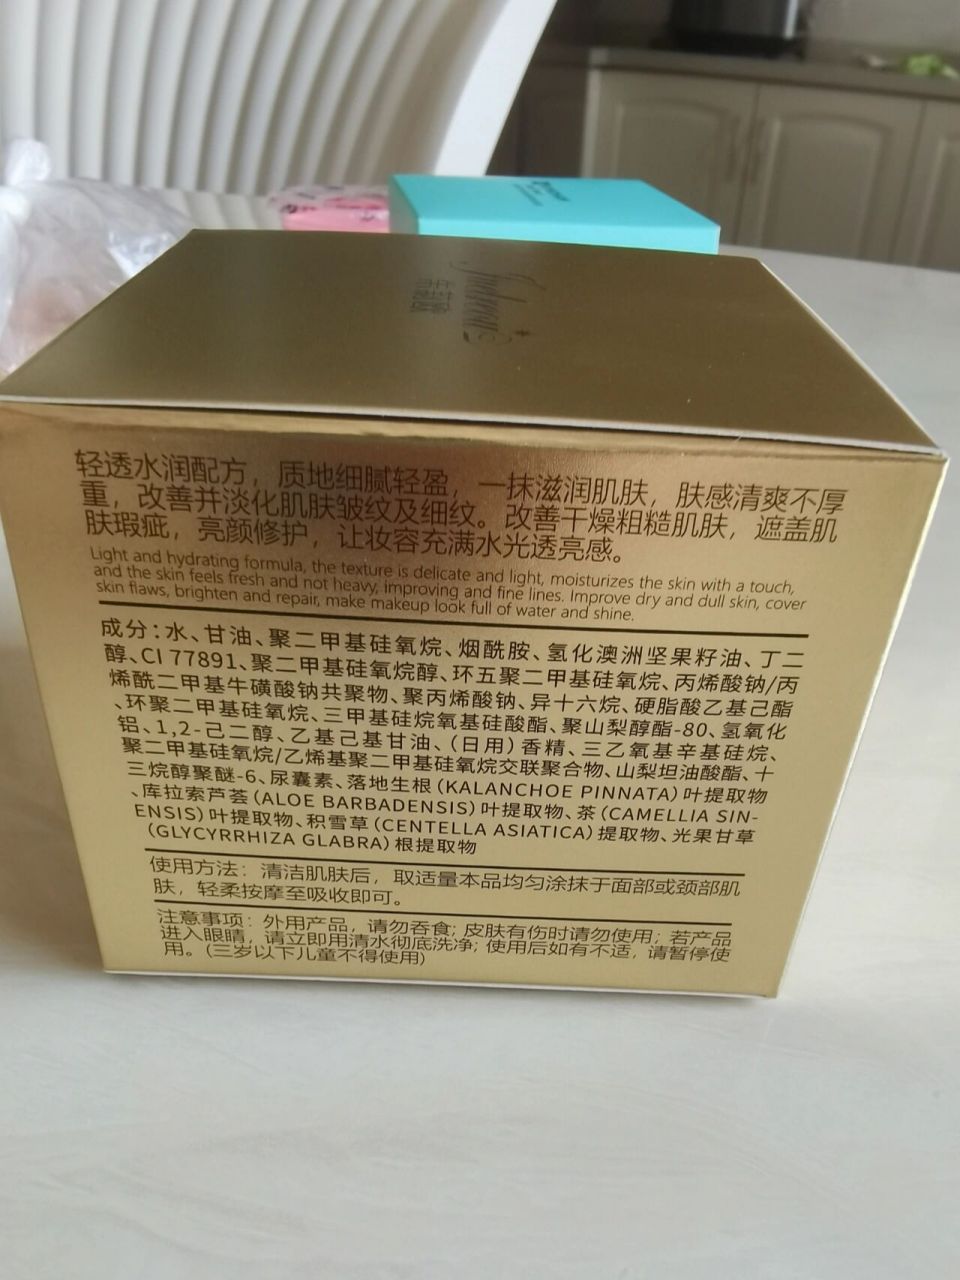 轻透水润配方，质地细腻轻盈，一抹滋润肌肤，肤感清爽不厚
重，改善并淡化肌肤皱纹及细纹。改善干燥粗糙肌肤，遮盖肌
肤瑕疵，亮颜修护，让妆容充满水光透亮感。
Light and hydrating formula, the texture is delicate and light, moisturizes the skin with a touch,
and the skin feels fresh and not heavy, improving and fine lines. Improve dry and dull skin, cover
skin flaws, brighten and repair, make makeup look full of water and shine.
成分：水、甘油、聚二甲基硅氧烷、烟酰胺、氢化澳洲坚果籽油、丁二
醇、CI 77891、聚二甲基硅氧烷醇、环五聚二甲基硅氧烷、丙烯酸钠/丙
烯酰二甲基牛磺酸钠共聚物、聚丙烯酸钠、异十六烷、硬脂酸乙基己酯
、环聚二甲基硅氧烷、三甲基硅烷氧基硅酸酯、聚山梨醇酯-80、氢氧化
铝、1,2-己二醇、乙基己基甘油、（日用）香精、三乙氧基辛基硅烷、
聚二甲基硅氧烷/乙烯基聚二甲基硅氧烷交联聚合物、山梨坦油酸酯、十
三烷醇聚醚-6、尿囊素、落地生根（KALANCHOE PINNATA）叶提取物
、库拉索芦荟（ALOE BARBADENSIS）叶提取物、茶（CAMELLIA SIN-
ENSIS）叶提取物、积雪草（CENTELLA ASIATICA）提取物、光果甘草
（GLYCYRRHIZA GLABRA）根提取物
使用方法：清洁肌肤后，取适量本品均匀涂抹于面部或颈部肌
肤，轻柔按摩至吸收即可。
注意事项：外用产品，请勿吞食；皮肤有伤时请勿使用；若产品
进入眼睛，请立即用清水彻底洗净；使用后如有不适，请暂停使
用。（三岁以下儿童不得使用）